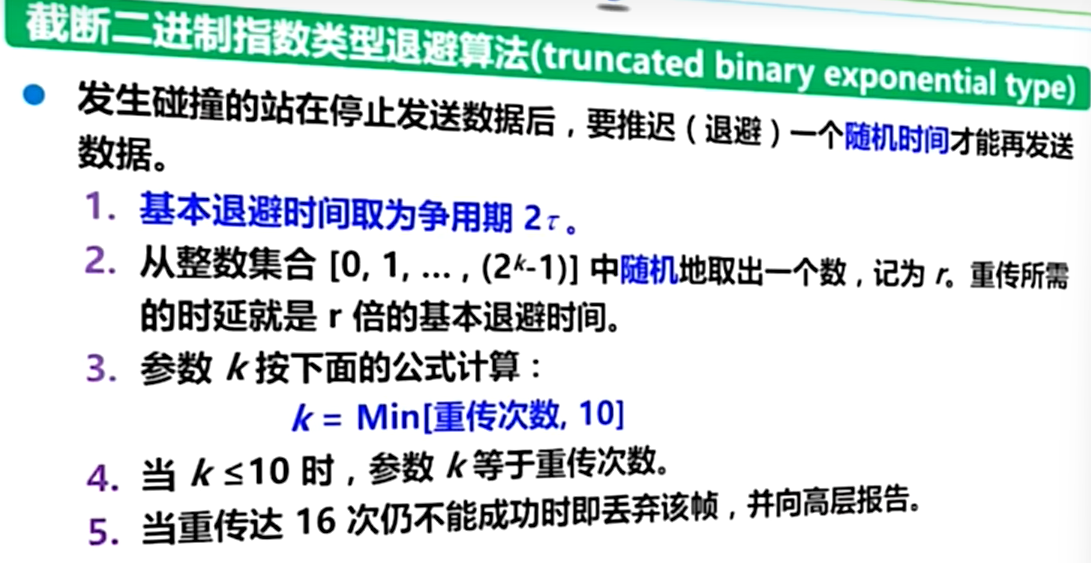 截断二进制指数类型退避算法(truncated binary exponential type)
发生碰撞的站在停止发送数据后，要推迟（退避）一个随机时间才能再发送
数据。
1. 基本退避时间取为争用期 2τ。
2. 从整数集合 [0, 1, ... , (2ᵏ-1)] 中随机地取出一个数，记为 r。重传所需
的时延就是 r 倍的基本退避时间。
3. 参数 k 按下面的公式计算：
k = Min[重传次数, 10]
4. 当 k ≤10 时，参数 k 等于重传次数。
5. 当重传达 16 次仍不能成功时即丢弃该帧，并向高层报告。